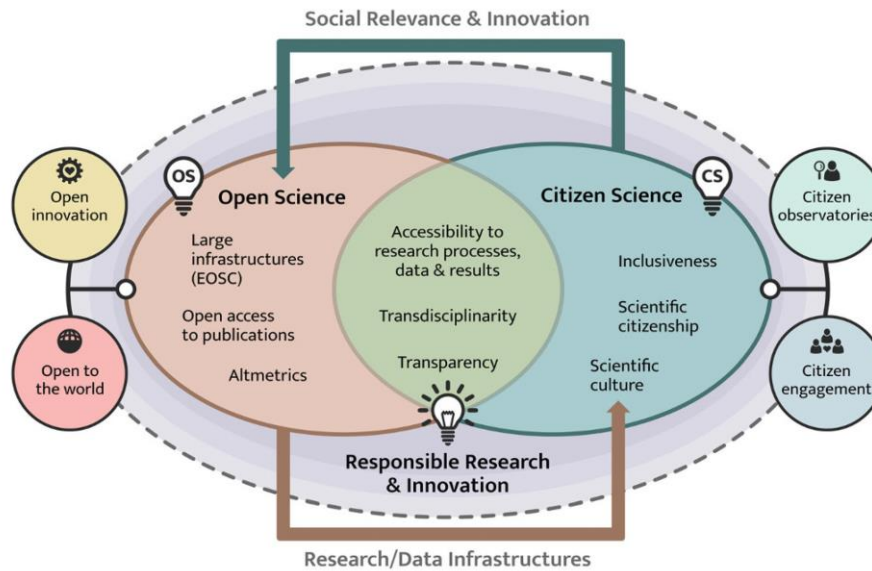 Social Relevance & Innovation
OS
CS
Open Science
Citizen Science
Open
innovation
Open to
the world
Large
infrastructures
(EOSC)
Open access
to publications
Altmetrics
Accessibility to
research processes,
data & results
Transdisciplinarity
Transparency
Inclusiveness
Scientific
citizenship
Scientific
culture
Citizen
observatories
Citizen
engagement
Responsible Research
& Innovation
Research/Data Infrastructures